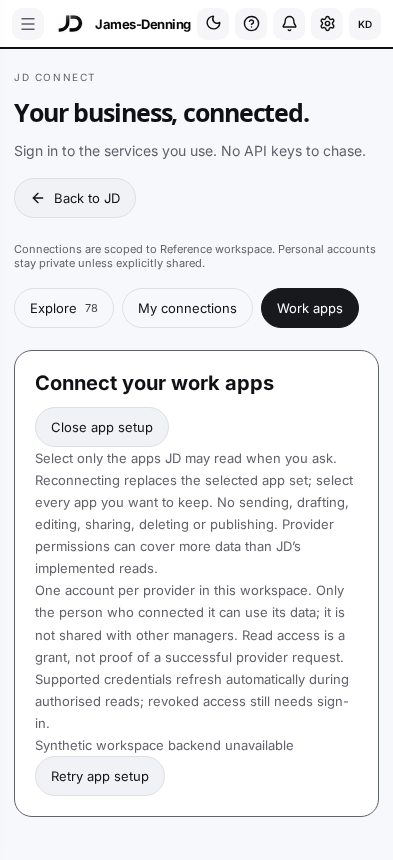 JD James-Denning KD
JD CONNECT
Your business, connected.
Sign in to the services you use. No API keys to chase.
Back to JD
Connections are scoped to Reference workspace. Personal accounts
stay private unless explicitly shared.
Explore 78 My connections Work apps
Connect your work apps
Close app setup
Select only the apps JD may read when you ask.
Reconnecting replaces the selected app set; select
every app you want to keep. No sending, drafting,
editing, sharing, deleting or publishing. Provider
permissions can cover more data than JD’s
implemented reads.
One account per provider in this workspace. Only
the person who connected it can use its data; it is
not shared with other managers. Read access is a
grant, not proof of a successful provider request.
Supported credentials refresh automatically during
authorised reads; revoked access still needs sign-
in.
Synthetic workspace backend unavailable
Retry app setup